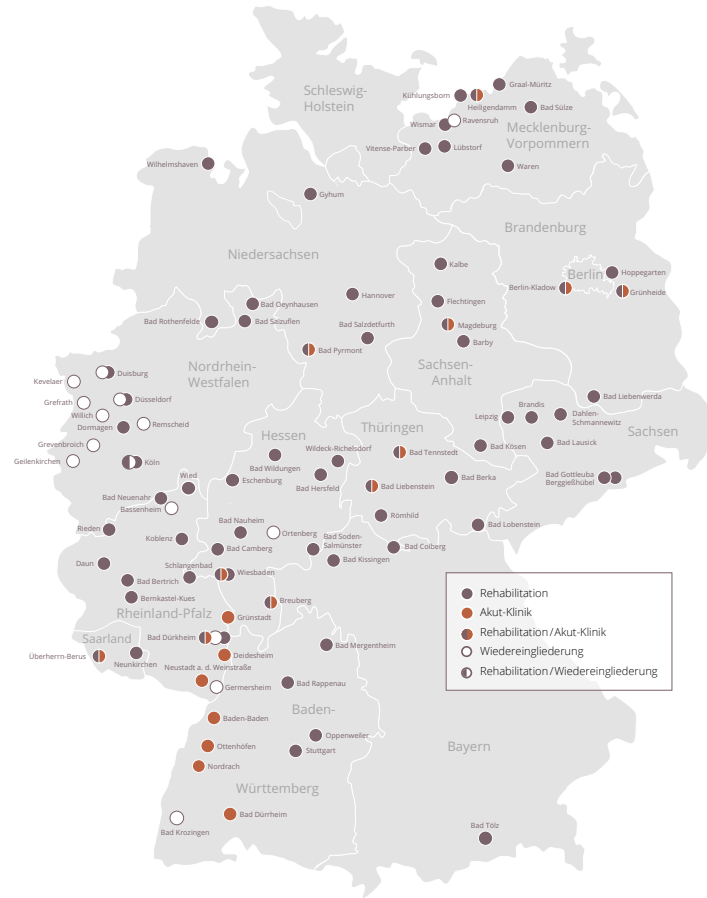 Schleswig-
Holstein
Graal-Müritz
Kühlungsborn
Heiligendamm
Bad Sülze
Ravensruh
Wismar
Mecklenburg-
Vorpommern
Vitense-Parber
Lübstorf
Wilhelmshaven
Waren
Gyhum
Brandenburg
Niedersachsen
Kalbe
Berlin
Hoppegarten
Berlin-Kladow
Grünheide
Hannover
Flechtingen
Bad Oeynhausen
Bad Rothenfelde
Bad Salzuflen
Bad Salzdetfurth
Magdeburg
Barby
Bad Pyrmont
Nordrhein-
Westfalen
Sachsen-
Anhalt
Kevelaer
Duisburg
Bad Liebenwerda
Grefrath
Düsseldorf
Willich
Dormagen
Remscheid
Brandis
Leipzig
Dahlen-
Schmannewitz
Thüringen
Sachsen
Hessen
Grevenbroich
Bad Kösen
Bad Lausick
Wildeck-Richelsdorf
Bad Tennstedt
Geilenkirchen
Köln
Bad Wildungen
Wied
Eschenburg
Bad Hersfeld
Bad Liebenstein
Bad Berka
Bad Gottleuba
Berggießhübel
Bad Neuenahr
Bassenheim
Römhild
Rieden
Koblenz
Bad Nauheim
Ortenberg
Bad Soden-
Salmünster
Bad Lobenstein
Bad Camberg
Bad Colberg
Bad Kissingen
Daun
Schlangenbad
Wiesbaden
Bad Bertrich
Bernkastel-Kues
Breuberg
Rheinland-Pfalz
Grünstadt
Saarland
Bad Dürkheim
Bad Mergentheim
Überherrn-Berus
Neunkirchen
Deidesheim
Neustadt a. d. Weinstraße
Germersheim
Bad Rappenau
Rehabilitation
Akut-Klinik
Rehabilitation/Akut-Klinik
Wiedereingliederung
Rehabilitation/Wiedereingliederung
Baden-
Baden-Baden
Oppenweiler
Ottenhöfen
Stuttgart
Bayern
Nordrach
Württemberg
Bad Dürrheim
Bad Krozingen
Bad Tölz